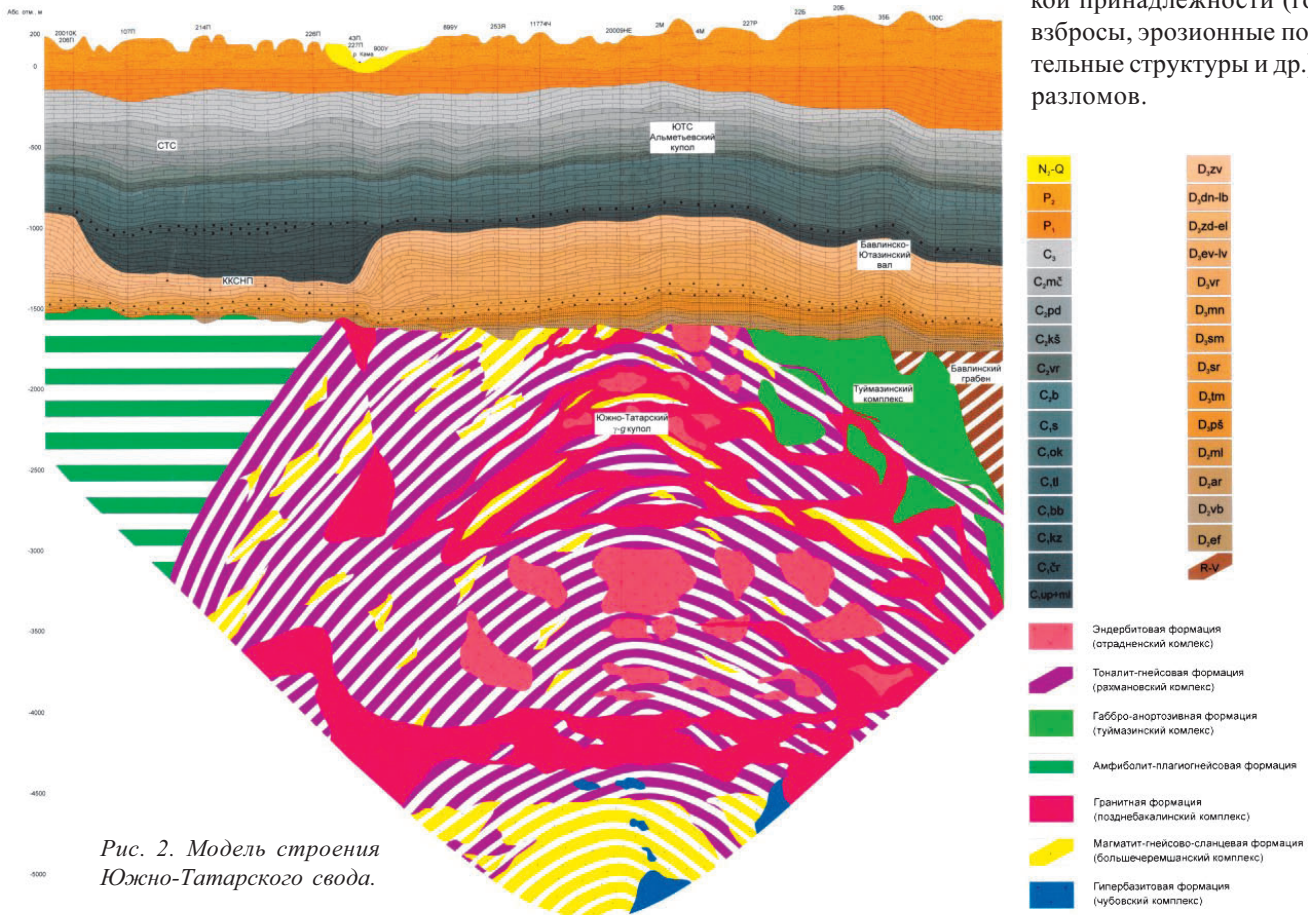 кой принадлежности (го
взбросы, эрозионные по
тельные структуры и др.
разломов.
Абс. отм., м
20010К
206П
107П
214П
226П
43П
227П
р. Кама
900У
899У
253Я
11774Ч
20009НЕ
2М
4М
227Р
22Б
20Б
35Б
100С
200
0
-500
-1000
-1500
-2000
-2500
-3000
-3500
-4000
-4500
-5000
СТС
ЮТС
Альметьевский
купол
ККСНП
Бавлинско-
Ютазинский
вал
Туймазинский
комплекс
Бавлинский
грабен
Южно-Татарский
γ-g купол
N₂-Q
P₂
P₁
C₃
C₂mč
C₂pd
C₂kš
C₂vr
C₂b
C₁s
C₁ok
C₁tl
C₁bb
C₁kz
C₁čr
C₁up+ml
D₃zv
D₃dn-lb
D₃zd-el
D₃ev-lv
D₃vr
D₃mn
D₃sm
D₃sr
D₃tm
D₃pš
D₂ml
D₂ar
D₂vb
D₂ef
R-V
Эндербитовая формация
(отрадненский комплекс)
Тоналит-гнейсовая формация
(рахмановский комплекс)
Габбро-анортозивная формация
(туймазинский комлекс)
Амфиболит-плагиогнейсовая формация
Гранитная формация
(позднебакалинский комплекс)
Магматит-гнейсово-сланцевая формация
(большечеремшанский комплекс)
Гипербазитовая формация
(чубовский комплекс)
Рис. 2. Модель строения
Южно-Татарского свода.